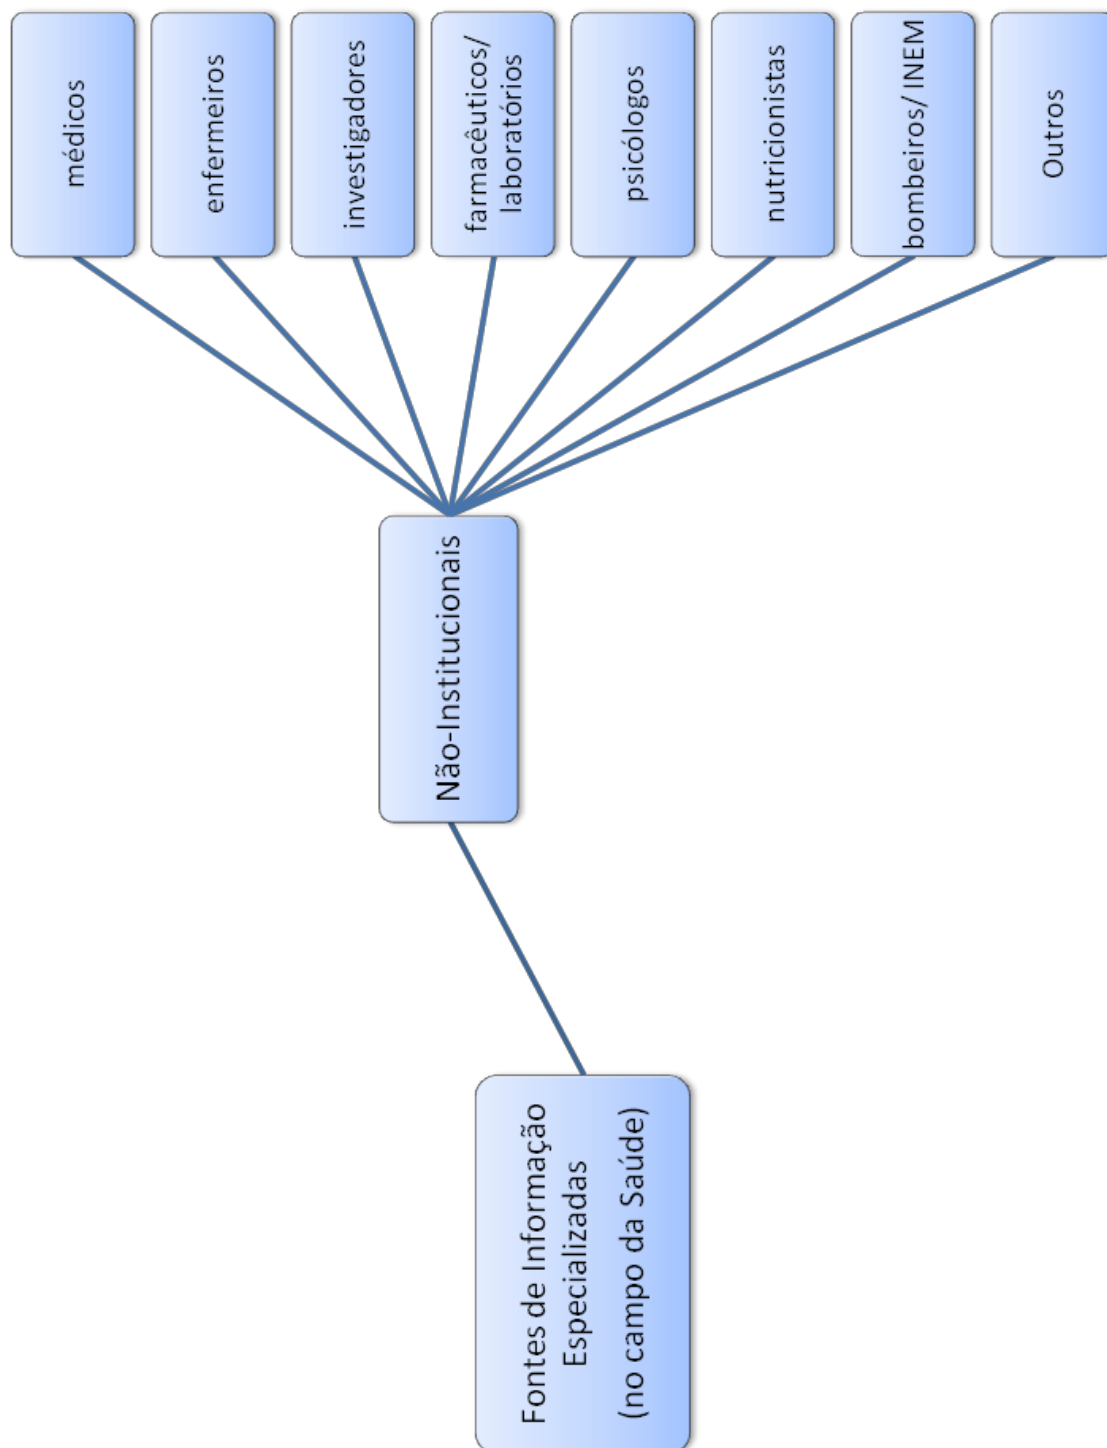 Fontes de Informação
Especializadas
(no campo da Saúde)
Não-Institucionais
médicos
enfermeiros
investigadores
farmacêuticos/
laboratórios
psicólogos
nutricionistas
bombeiros/ INEM
Outros